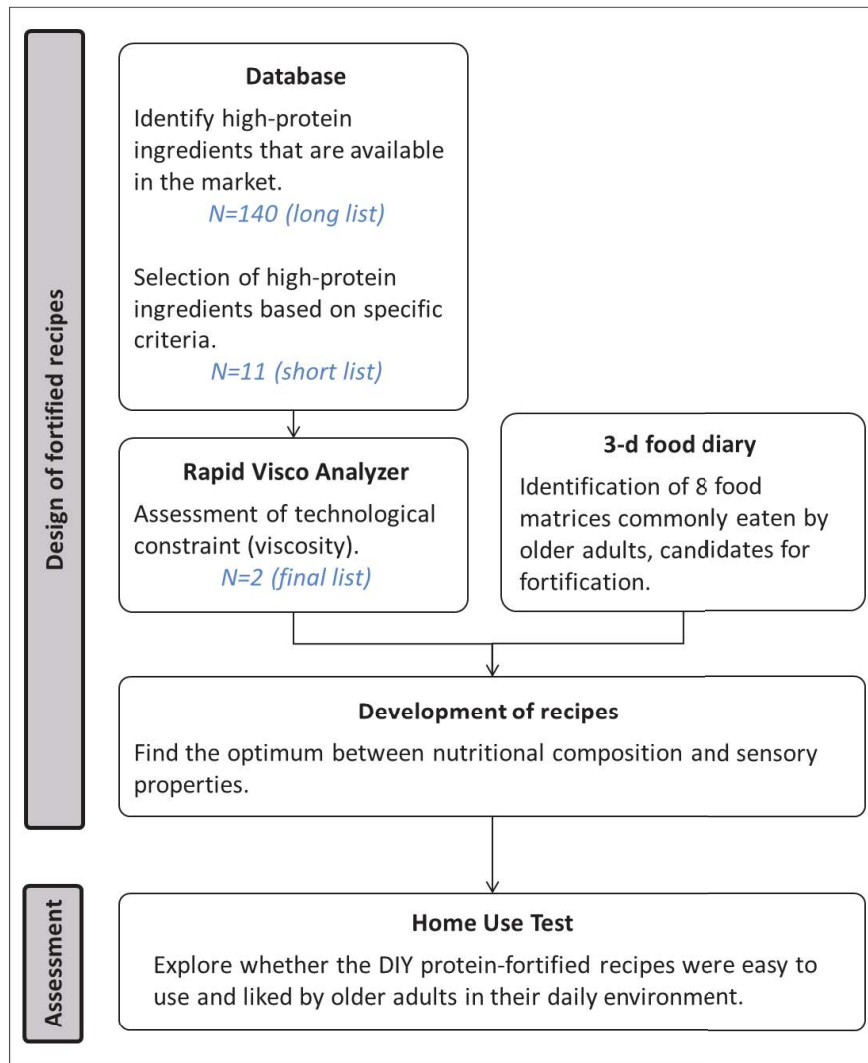 Design of fortified recipes
Database
Identify high-protein
ingredients that are available
in the market.
N=140 (long list)
Selection of high-protein
ingredients based on specific
criteria.
N=11 (short list)
Rapid Visco Analyzer
Assessment of technological
constraint (viscosity).
N=2 (final list)
3-d food diary
Identification of 8 food
matrices commonly eaten by
older adults, candidates for
fortification.
Development of recipes
Find the optimum between nutritional composition and sensory
properties.
Assessment
Home Use Test
Explore whether the DIY protein-fortified recipes were easy to
use and liked by older adults in their daily environment.